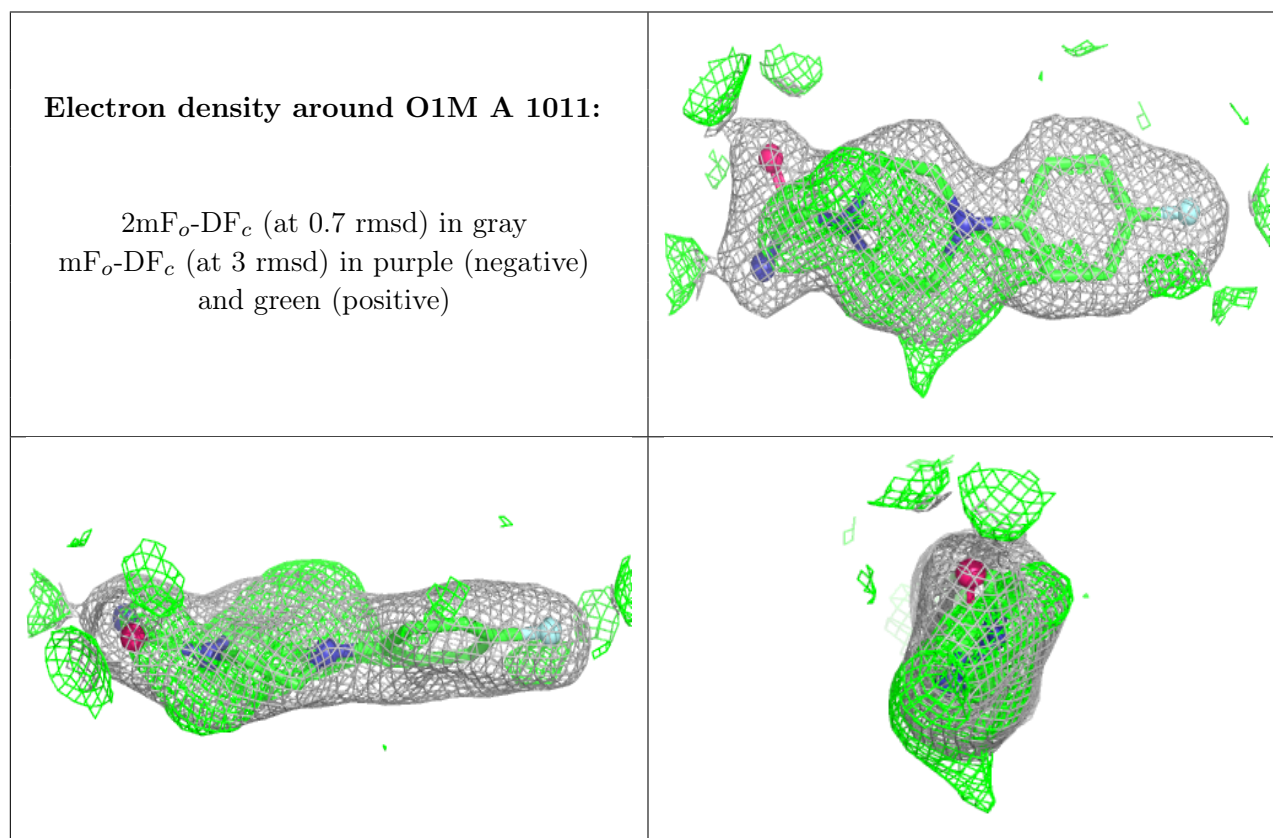 Electron density around O1M A 1011:
2mFo-DFc (at 0.7 rmsd) in gray
mFo-DFc (at 3 rmsd) in purple (negative)
and green (positive)